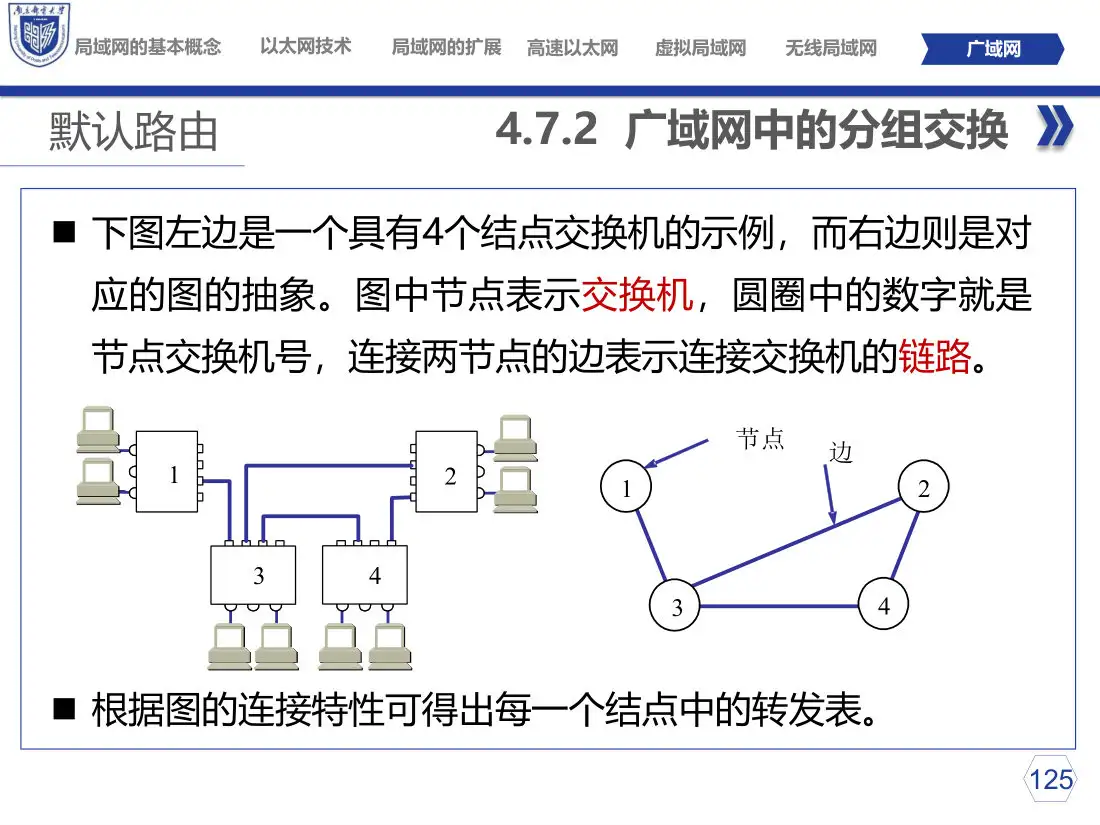 南京邮电大学
局域网的基本概念 以太网技术 局域网的扩展 高速以太网 虚拟局域网 无线局域网 广域网
默认路由
4.7.2 广域网中的分组交换
下图左边是一个具有4个结点交换机的示例，而右边则是对
应的图的抽象。图中节点表示交换机，圆圈中的数字就是
节点交换机号，连接两节点的边表示连接交换机的链路。
1
2
3
4
节点
边
1
2
3
4
根据图的连接特性可得出每一个结点中的转发表。
125